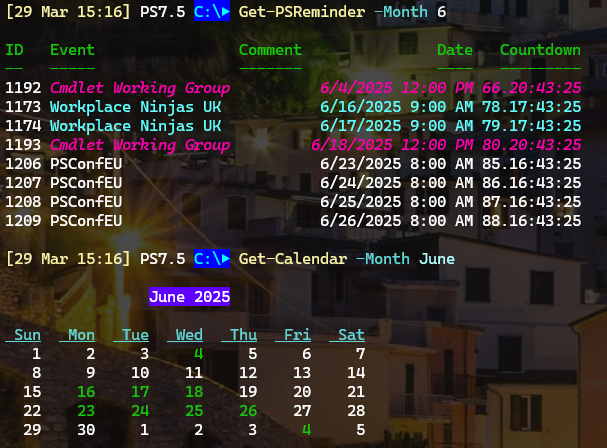 [29 Mar 15:16] PS7.5 C:\> Get-PSReminder -Month 6
ID Event Comment Date Countdown
-- ----- ------- ---- ---------
1192 Cmdlet Working Group 6/4/2025 12:00 PM 66.20:43:25
1173 Workplace Ninjas UK 6/16/2025 9:00 AM 78.17:43:25
1174 Workplace Ninjas UK 6/17/2025 9:00 AM 79.17:43:25
1193 Cmdlet Working Group 6/18/2025 12:00 PM 80.20:43:25
1206 PSConfEU 6/23/2025 8:00 AM 85.16:43:25
1207 PSConfEU 6/24/2025 8:00 AM 86.16:43:25
1208 PSConfEU 6/25/2025 8:00 AM 87.16:43:25
1209 PSConfEU 6/26/2025 8:00 AM 88.16:43:25
[29 Mar 15:16] PS7.5 C:\> Get-Calendar -Month June
June 2025
Sun Mon Tue Wed Thu Fri Sat
1 2 3 4 5 6 7
8 9 10 11 12 13 14
15 16 17 18 19 20 21
22 23 24 25 26 27 28
29 30 1 2 3 4 5